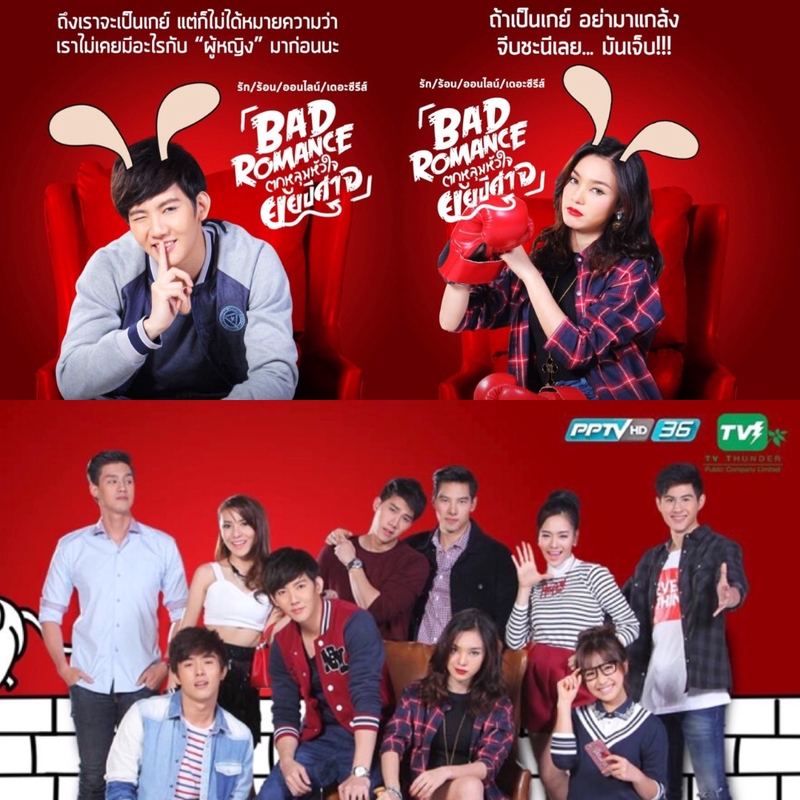 ถึงเราจะเป็นเกย์ แต่ก็ไม่ได้หมายความว่า
เราไม่เคยมีอะไรกับ “ผู้หญิง” มาก่อนนะ
รัก/ร้อน/ออนไลน์/เดอะซีรีส์
BAD
ROMANCE
ตกหลุมหัวใจ
ยัยปีศาจ
ถ้าเป็นเกย์ อย่ามาแกล้ง
จีบชะนีเลย... มันเจ็บ!!!
รัก/ร้อน/ออนไลน์/เดอะซีรีส์
BAD
ROMANCE
ตกหลุมหัวใจ
ยัยปีศาจ
PPTV HD 36
TV
TV THUNDER
Public Company Limited